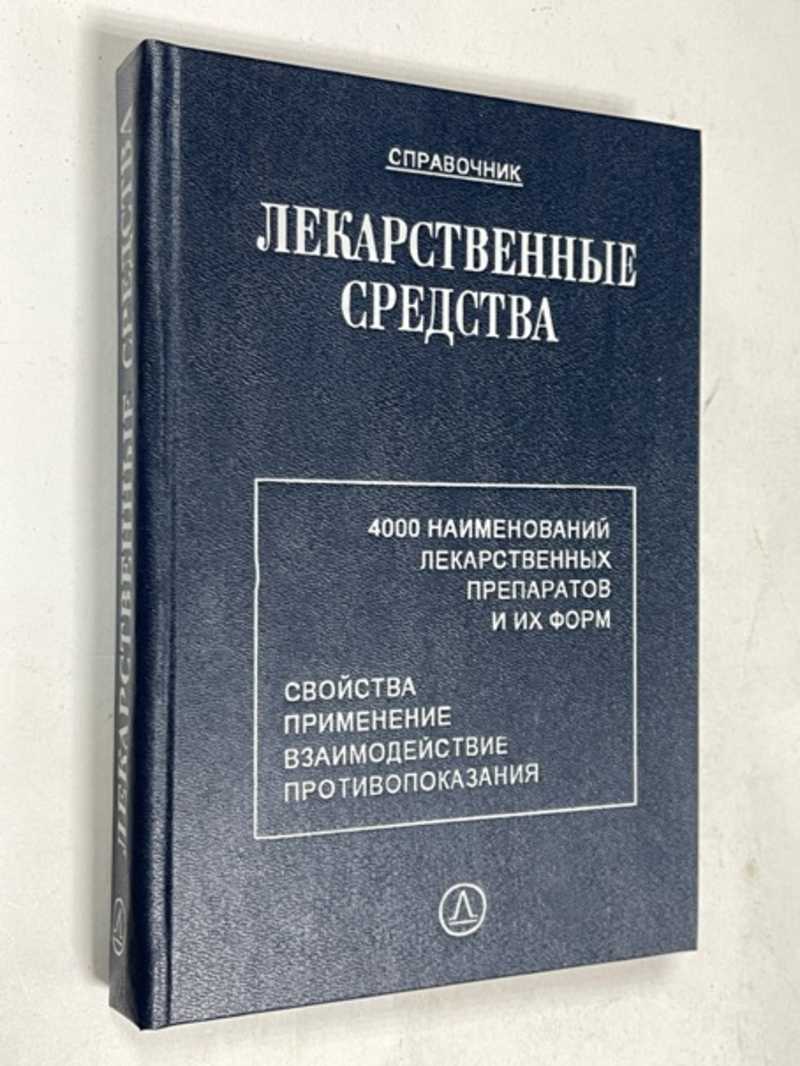 СПРАВОЧНИК
ЛЕКАРСТВЕННЫЕ
СРЕДСТВА
4000 НАИМЕНОВАНИЙ
ЛЕКАРСТВЕННЫХ
ПРЕПАРАТОВ
И ИХ ФОРМ
СВОЙСТВА
ПРИМЕНЕНИЕ
ВЗАИМОДЕЙСТВИЕ
ПРОТИВОПОКАЗАНИЯ
Л
ЛЕКАРСТВЕННЫЕ СРЕДСТВА
Л